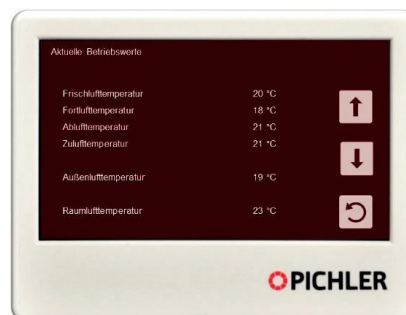 Aktuelle Betriebswerte
Frischlufttemperatur 20 °C
Fortlufttemperatur 18 °C
Ablufttemperatur 21 °C
Zulufttemperatur 21 °C
Außenlufttemperatur 19 °C
Raumlufttemperatur 23 °C
PICHLER